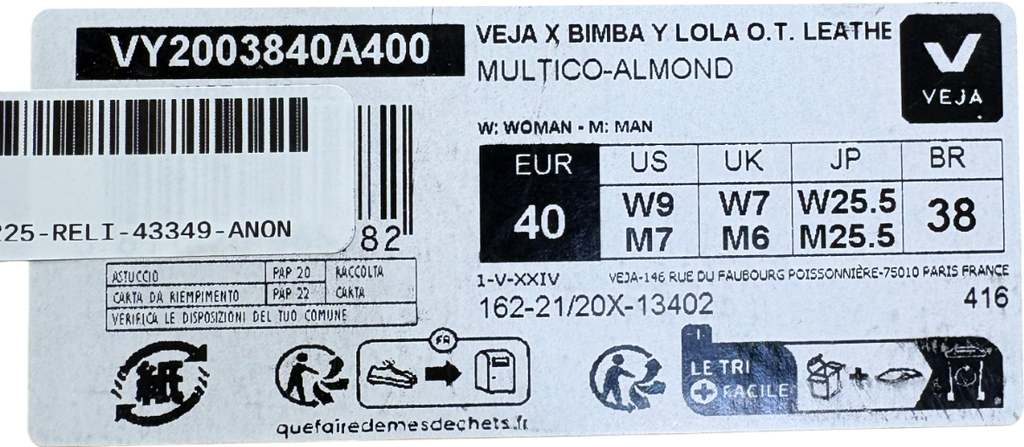 VY2003840A400
VEJA X BIMBA Y LOLA O.T. LEATHE
MULTICO-ALMOND
VEJA
W: WOMAN - M: MAN
EUR US UK JP BR
40 W9 W7 W25.5 38
M7 M6 M25.5
225-RELI-43349-ANON
82
ASTUCCIO PAP 20 RACCOLTA
CARTA DA RIEMPIMENTO PAP 22 CARTA
VERIFICA LE DISPOSIZIONI DEL TUO COMUNE
1-V-XXIV VEJA-146 RUE DU FAUBOURG POISSONNIÈRE-75010 PARIS FRANCE
162-21/20X-13402 416
紙
FR
LE TRI
+ FACILE
+
quefairedemesdechets.fr